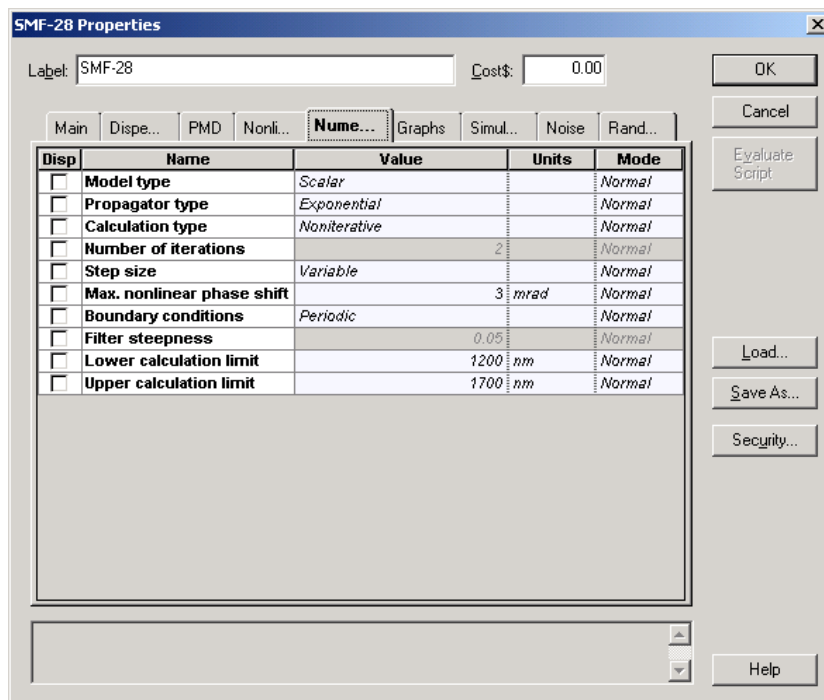 SMF-28 Properties
Label: SMF-28 Cost$: 0.00
OK
Cancel
Evaluate Script
Main Dispe... PMD Nonli... Nume... Graphs Simul... Noise Rand...
Disp Name Value Units Mode
Model type Scalar Normal
Propagator type Exponential Normal
Calculation type Noniterative Normal
Number of iterations 2 Normal
Step size Variable Normal
Max. nonlinear phase shift 3 mrad Normal
Boundary conditions Periodic Normal
Filter steepness 0.05 Normal
Lower calculation limit 1200 nm Normal
Upper calculation limit 1700 nm Normal
Load...
Save As...
Security...
Help